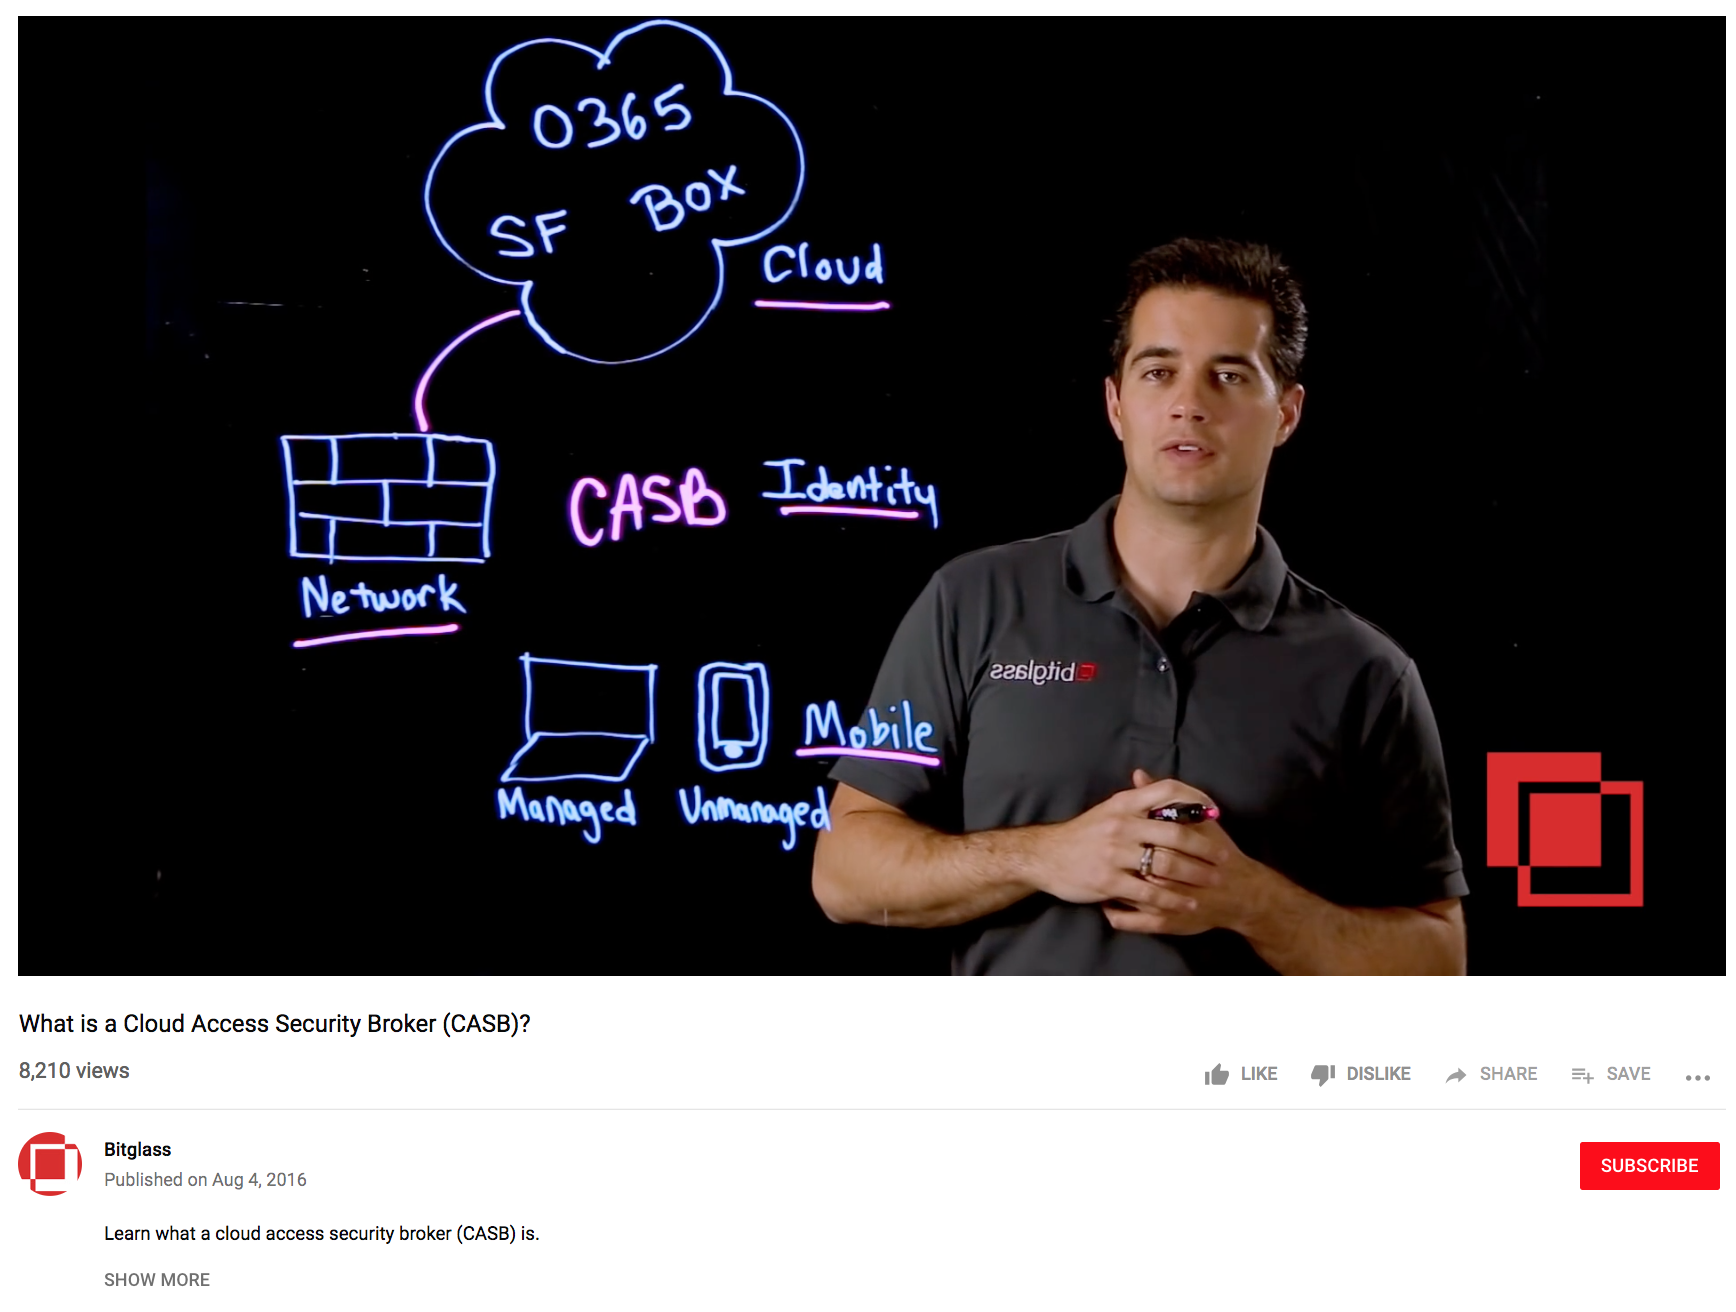 O365
SF BOX
Cloud
CASB Identity
Network
bitglass
Mobile
Managed Unmanaged
What is a Cloud Access Security Broker (CASB)?
8,210 views
LIKE DISLIKE SHARE SAVE ...
Bitglass
Published on Aug 4, 2016
SUBSCRIBE
Learn what a cloud access security broker (CASB) is.
SHOW MORE